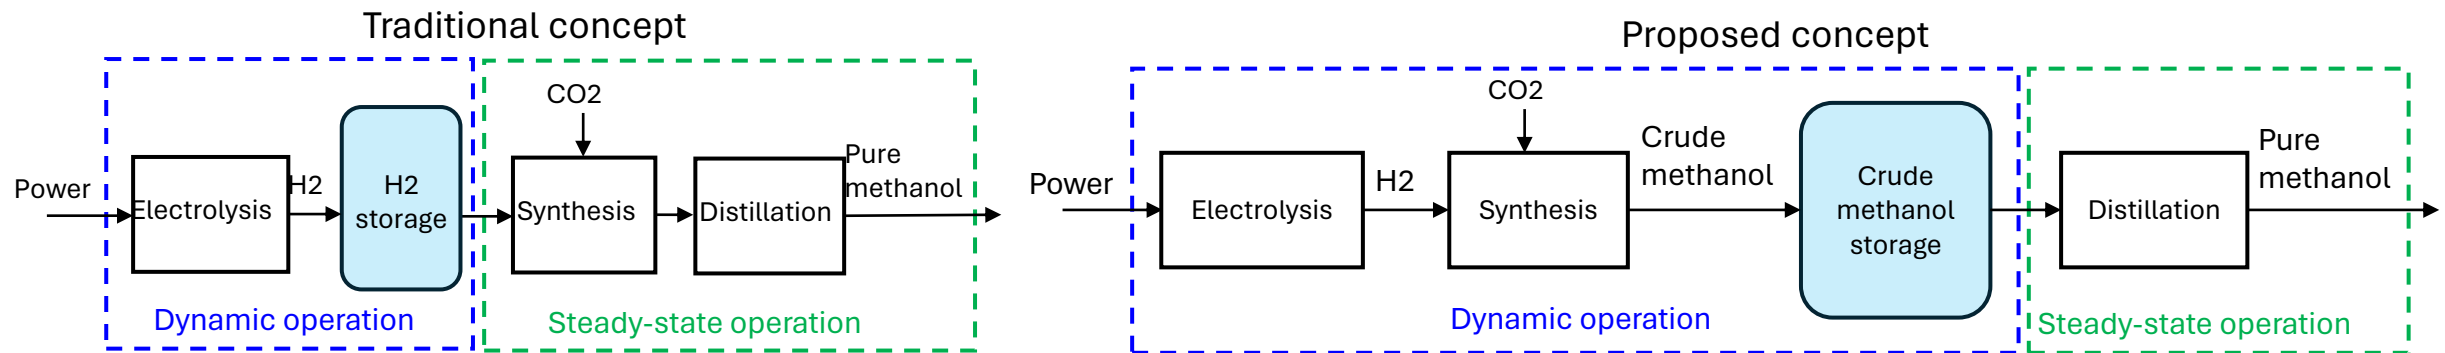 Traditional concept
CO2
Power
Electrolysis
H2
H2
storage
Synthesis
Distillation
Pure
methanol
Dynamic operation
Steady-state operation
Proposed concept
CO2
Power
Electrolysis
H2
Synthesis
Crude
methanol
Crude
methanol
storage
Distillation
Pure
methanol
Dynamic operation
Steady-state operation